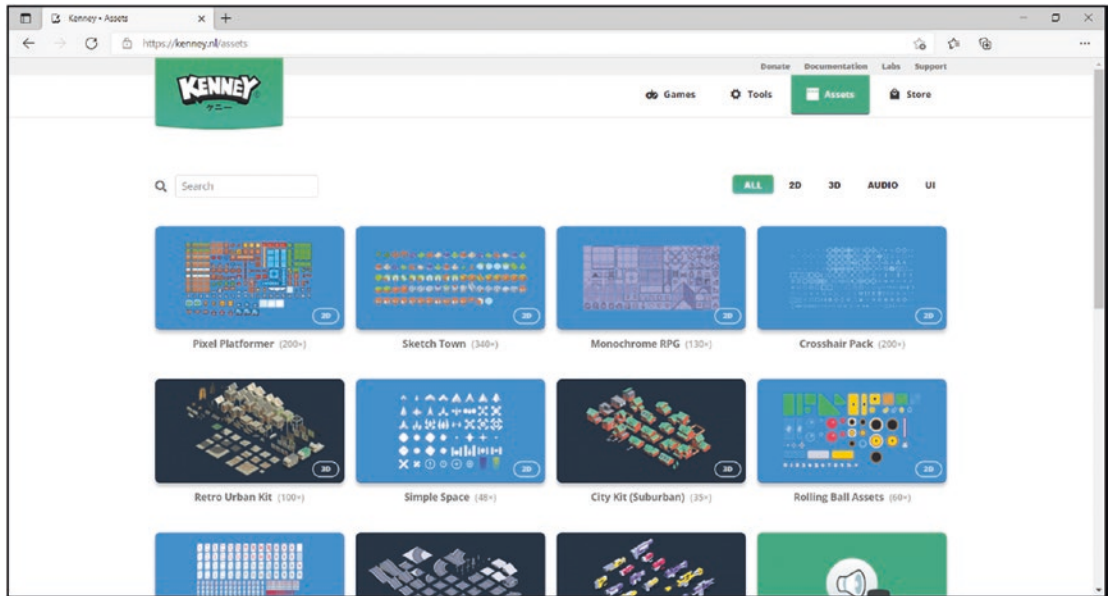 Kenney • Assets
https://kenney.nl/assets
Donate Documentation Labs Support
KENNEY
ケニー
Games Tools Assets Store
Search
ALL 2D 3D AUDIO UI
2D 2D 2D 2D
Pixel Platformer (200×) Sketch Town (340×) Monochrome RPG (130×) Crosshair Pack (200×)
3D 2D 3D 2D
Retro Urban Kit (100×) Simple Space (48×) City Kit (Suburban) (35×) Rolling Ball Assets (60×)